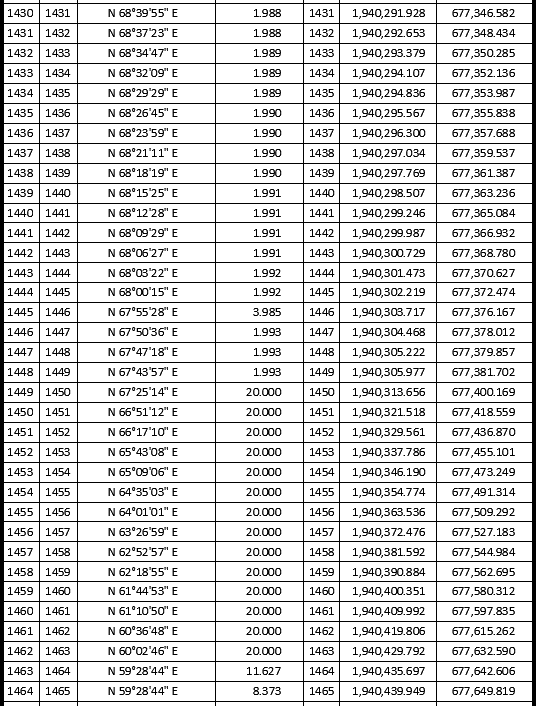 1430 1431 N 68°39'55" E 1.988 1431 1,940,291.928 677,346.582
1431 1432 N 68°37'23" E 1.988 1432 1,940,292.653 677,348.434
1432 1433 N 68°34'47" E 1.989 1433 1,940,293.379 677,350.285
1433 1434 N 68°32'09" E 1.989 1434 1,940,294.107 677,352.136
1434 1435 N 68°29'29" E 1.989 1435 1,940,294.836 677,353.987
1435 1436 N 68°26'45" E 1.990 1436 1,940,295.567 677,355.838
1436 1437 N 68°23'59" E 1.990 1437 1,940,296.300 677,357.688
1437 1438 N 68°21'11" E 1.990 1438 1,940,297.034 677,359.537
1438 1439 N 68°18'19" E 1.990 1439 1,940,297.769 677,361.387
1439 1440 N 68°15'25" E 1.991 1440 1,940,298.507 677,363.236
1440 1441 N 68°12'28" E 1.991 1441 1,940,299.246 677,365.084
1441 1442 N 68°09'29" E 1.991 1442 1,940,299.987 677,366.932
1442 1443 N 68°06'27" E 1.991 1443 1,940,300.729 677,368.780
1443 1444 N 68°03'22" E 1.992 1444 1,940,301.473 677,370.627
1444 1445 N 68°00'15" E 1.992 1445 1,940,302.219 677,372.474
1445 1446 N 67°55'28" E 3.985 1446 1,940,303.717 677,376.167
1446 1447 N 67°50'36" E 1.993 1447 1,940,304.468 677,378.012
1447 1448 N 67°47'18" E 1.993 1448 1,940,305.222 677,379.857
1448 1449 N 67°43'57" E 1.993 1449 1,940,305.977 677,381.702
1449 1450 N 67°25'14" E 20.000 1450 1,940,313.656 677,400.169
1450 1451 N 66°51'12" E 20.000 1451 1,940,321.518 677,418.559
1451 1452 N 66°17'10" E 20.000 1452 1,940,329.561 677,436.870
1452 1453 N 65°43'08" E 20.000 1453 1,940,337.786 677,455.101
1453 1454 N 65°09'06" E 20.000 1454 1,940,346.190 677,473.249
1454 1455 N 64°35'03" E 20.000 1455 1,940,354.774 677,491.314
1455 1456 N 64°01'01" E 20.000 1456 1,940,363.536 677,509.292
1456 1457 N 63°26'59" E 20.000 1457 1,940,372.476 677,527.183
1457 1458 N 62°52'57" E 20.000 1458 1,940,381.592 677,544.984
1458 1459 N 62°18'55" E 20.000 1459 1,940,390.884 677,562.695
1459 1460 N 61°44'53" E 20.000 1460 1,940,400.351 677,580.312
1460 1461 N 61°10'50" E 20.000 1461 1,940,409.992 677,597.835
1461 1462 N 60°36'48" E 20.000 1462 1,940,419.806 677,615.262
1462 1463 N 60°02'46" E 20.000 1463 1,940,429.792 677,632.590
1463 1464 N 59°28'44" E 11.627 1464 1,940,435.697 677,642.606
1464 1465 N 59°28'44" E 8.373 1465 1,940,439.949 677,649.819